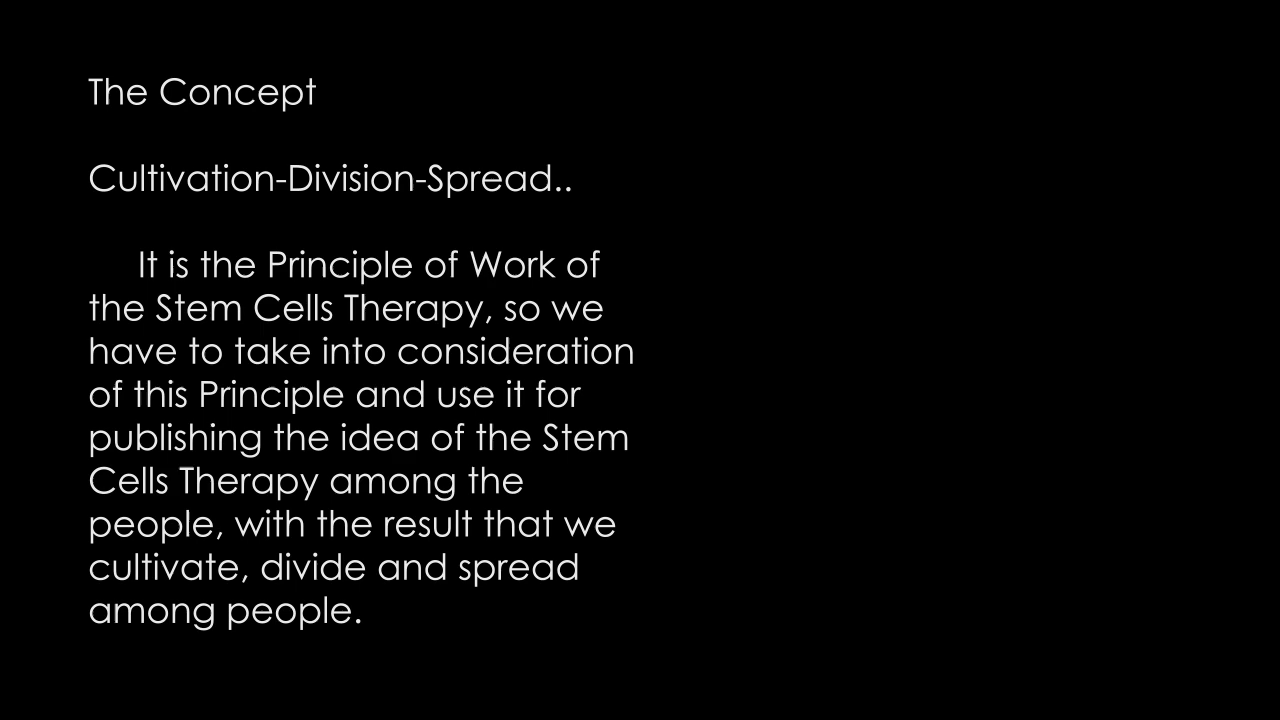 The Concept
Cultivation-Division-Spread..
It is the Principle of Work of
the Stem Cells Therapy, so we
have to take into consideration
of this Principle and use it for
publishing the idea of the Stem
Cells Therapy among the
people, with the result that we
cultivate, divide and spread
among people.